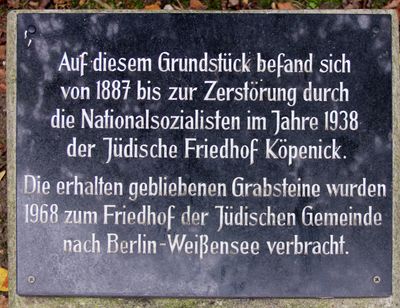 Auf diesem Grundstück befand sich
von 1887 bis zur Zerstörung durch
die Nationalsozialisten im Jahre 1938
der Jüdische Friedhof Köpenick.
Die erhalten gebliebenen Grabsteine wurden
1968 zum Friedhof der Jüdischen Gemeinde
nach Berlin-Weißensee verbracht.